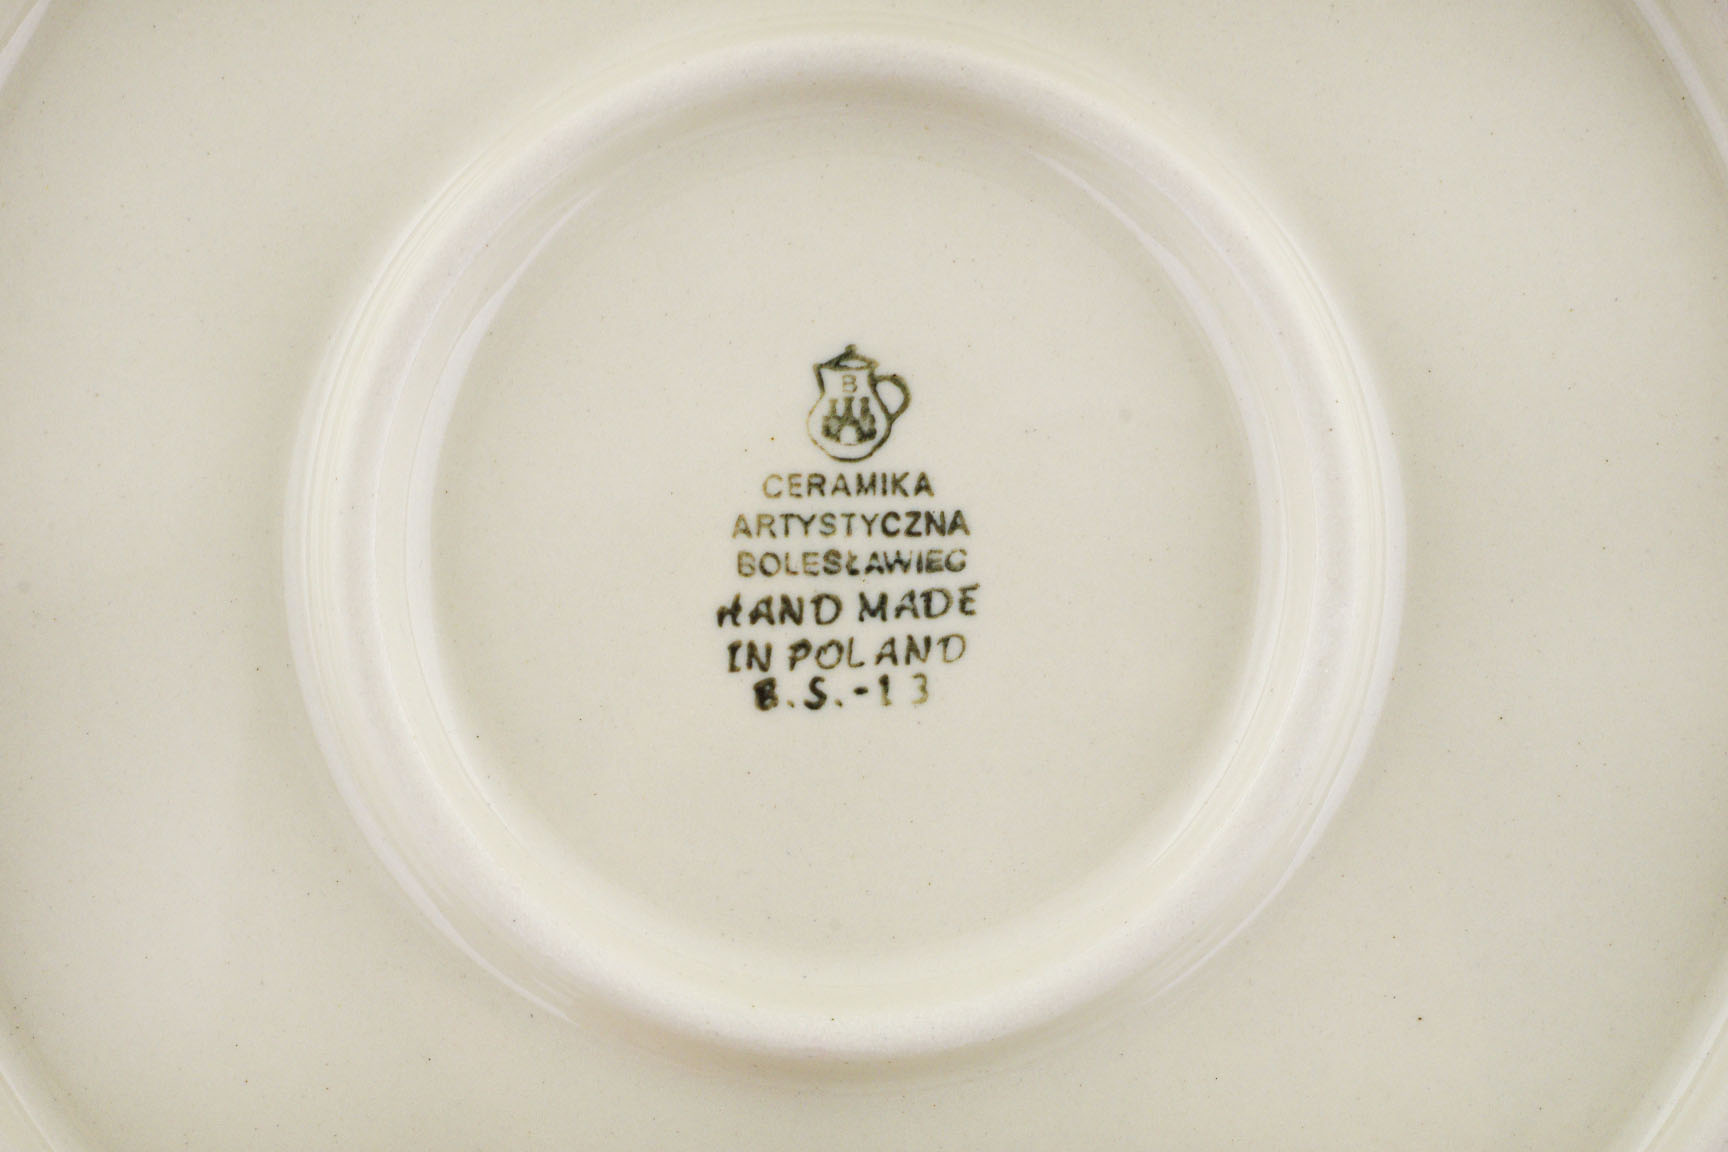 B
CERAMIKA
ARTYSTYCZNA
BOLESŁAWIEC
HAND MADE
IN POLAND
B.S.-13